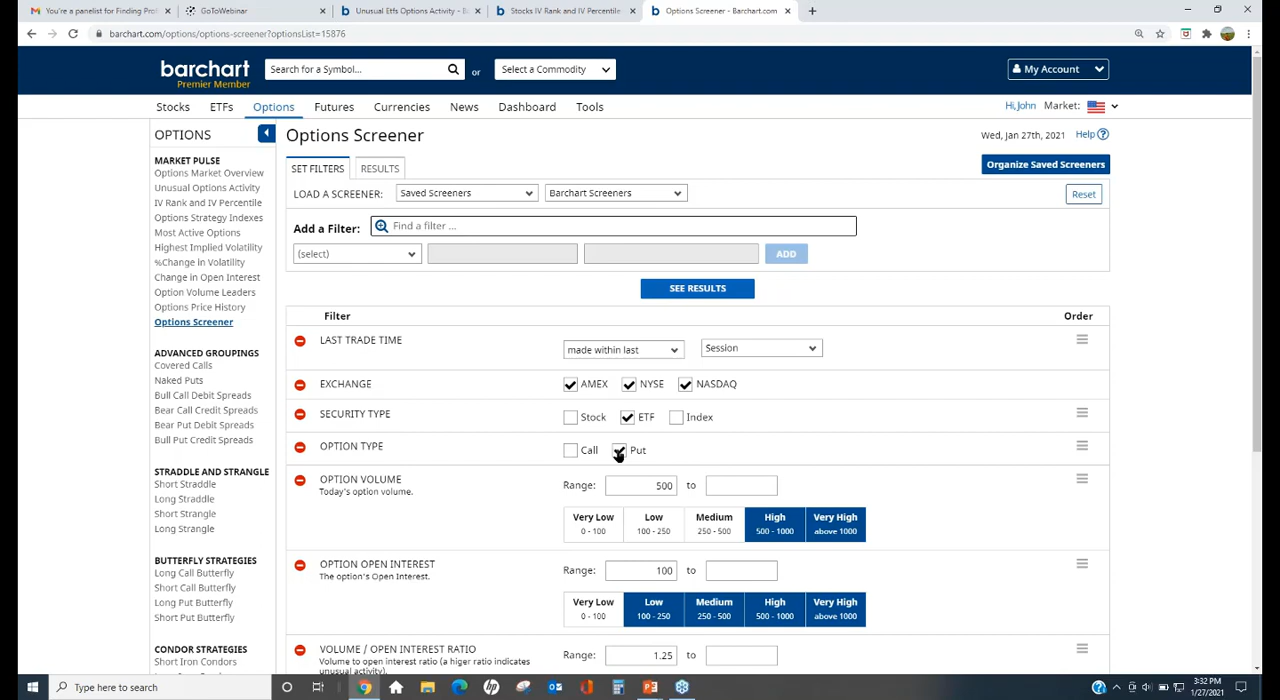 You're a panelist for Finding Pro
GoToWebinar
Unusual Etfs Options Activity - B
Stocks IV Rank and IV Percentile
Options Screener - Barchart.com
barchart.com/options/options-screener?optionsList=15876
barchart
Premier Member
Search for a Symbol...
or
Select a Commodity
My Account
Stocks
ETFs
Options
Futures
Currencies
News
Dashboard
Tools
Hi, John
Market:
OPTIONS
Options Screener
Wed, Jan 27th, 2021
Help
MARKET PULSE
Options Market Overview
Unusual Options Activity
IV Rank and IV Percentile
Options Strategy Indexes
Most Active Options
Highest Implied Volatility
%Change in Volatility
Change in Open Interest
Option Volume Leaders
Options Price History
Options Screener
ADVANCED GROUPINGS
Covered Calls
Naked Puts
Bull Call Debit Spreads
Bear Call Credit Spreads
Bear Put Debit Spreads
Bull Put Credit Spreads
STRADDLE AND STRANGLE
Short Straddle
Long Straddle
Short Strangle
Long Strangle
BUTTERFLY STRATEGIES
Long Call Butterfly
Short Call Butterfly
Long Put Butterfly
Short Put Butterfly
CONDOR STRATEGIES
Short Iron Condors
Organize Saved Screeners
SET FILTERS
RESULTS
LOAD A SCREENER:
Saved Screeners
Barchart Screeners
Reset
Add a Filter:
Find a filter ...
(select)
ADD
SEE RESULTS
Filter
Order
LAST TRADE TIME
made within last
Session
EXCHANGE
AMEX
NYSE
NASDAQ
SECURITY TYPE
Stock
ETF
Index
OPTION TYPE
Call
Put
OPTION VOLUME
Today's option volume.
Range:
500
to
Very Low
0 - 100
Low
100 - 250
Medium
250 - 500
High
500 - 1000
Very High
above 1000
OPTION OPEN INTEREST
The option's Open Interest.
Range:
100
to
Very Low
0 - 100
Low
100 - 250
Medium
250 - 500
High
500 - 1000
Very High
above 1000
VOLUME / OPEN INTEREST RATIO
Volume to open interest ratio (a higer ratio indicates
unusual activity).
Range:
1.25
to
Type here to search
3:32 PM
1/27/2021